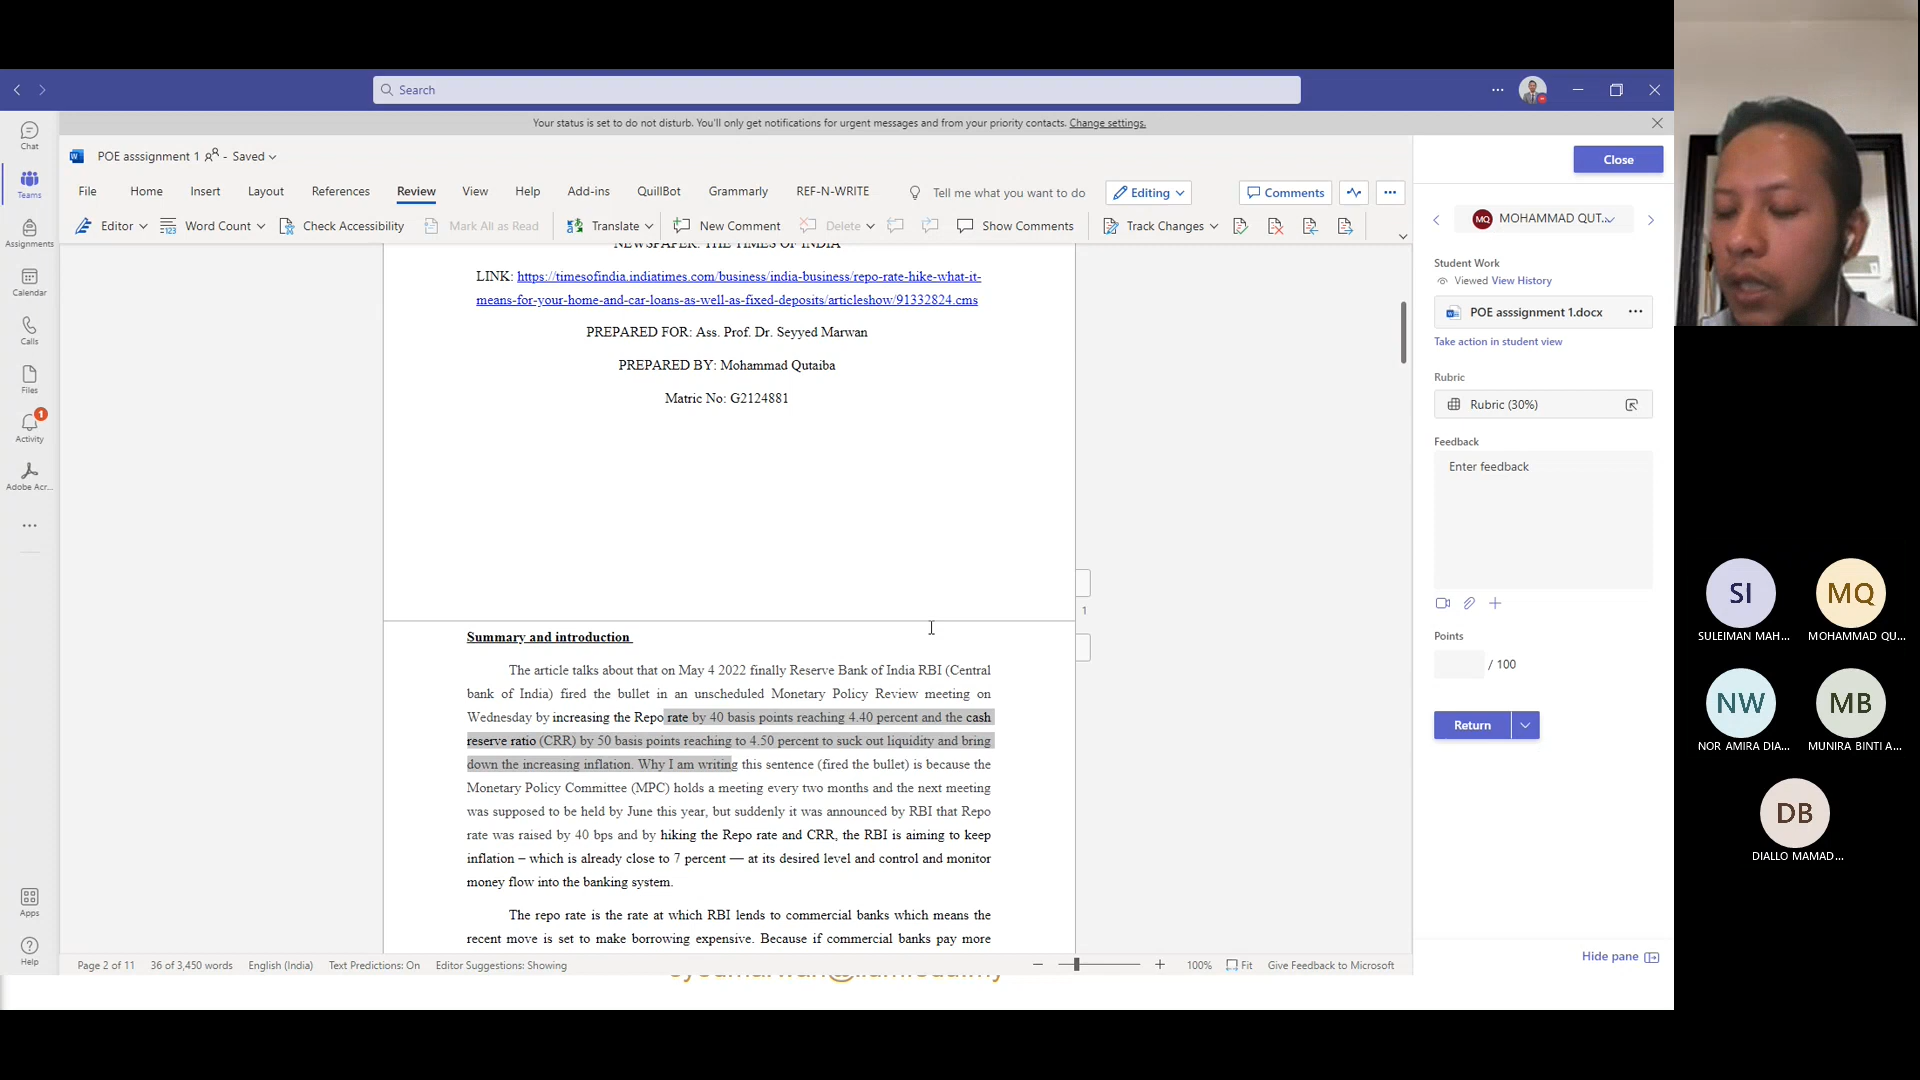 Search
Your status is set to do not disturb. You'll only get notifications for urgent messages and from your priority contacts. Change settings.
Chat
Teams
Assignments
Calendar
Calls
Files
1
Activity
Adobe Acr...
Apps
Help
POE asssignment 1 - Saved
File Home Insert Layout References Review View Help Add-ins QuillBot Grammarly REF-N-WRITE Tell me what you want to do Editing Comments
Editor Word Count Check Accessibility Mark All as Read Translate New Comment Delete Show Comments Track Changes
NEWSPAPER: THE TIMES OF INDIA
LINK: https://timesofindia.indiatimes.com/business/india-business/repo-rate-hike-what-it-
means-for-your-home-and-car-loans-as-well-as-fixed-deposits/articleshow/91332824.cms
PREPARED FOR: Ass. Prof. Dr. Seyyed Marwan
PREPARED BY: Mohammad Qutaiba
Matric No: G2124881
1
Summary and introduction
The article talks about that on May 4 2022 finally Reserve Bank of India RBI (Central
bank of India) fired the bullet in an unscheduled Monetary Policy Review meeting on
Wednesday by increasing the Repo rate by 40 basis points reaching 4.40 percent and the cash
reserve ratio (CRR) by 50 basis points reaching to 4.50 percent to suck out liquidity and bring
down the increasing inflation. Why I am writing this sentence (fired the bullet) is because the
Monetary Policy Committee (MPC) holds a meeting every two months and the next meeting
was supposed to be held by June this year, but suddenly it was announced by RBI that Repo
rate was raised by 40 bps and by hiking the Repo rate and CRR, the RBI is aiming to keep
inflation – which is already close to 7 percent — at its desired level and control and monitor
money flow into the banking system.
The repo rate is the rate at which RBI lends to commercial banks which means the
recent move is set to make borrowing expensive. Because if commercial banks pay more
Page 2 of 11 36 of 3,450 words English (India) Text Predictions: On Editor Suggestions: Showing 100% Fit Give Feedback to Microsoft
Close
MQ MOHAMMAD QUT...
Student Work
Viewed View History
POE asssignment 1.docx
Take action in student view
Rubric
Rubric (30%)
Feedback
Enter feedback
Points
/ 100
Return
Hide pane
SI
SULEIMAN MAH...
MQ
MOHAMMAD QU...
NW
NOR AMIRA DIA...
MB
MUNIRA BINTI A...
DB
DIALLO MAMAD...